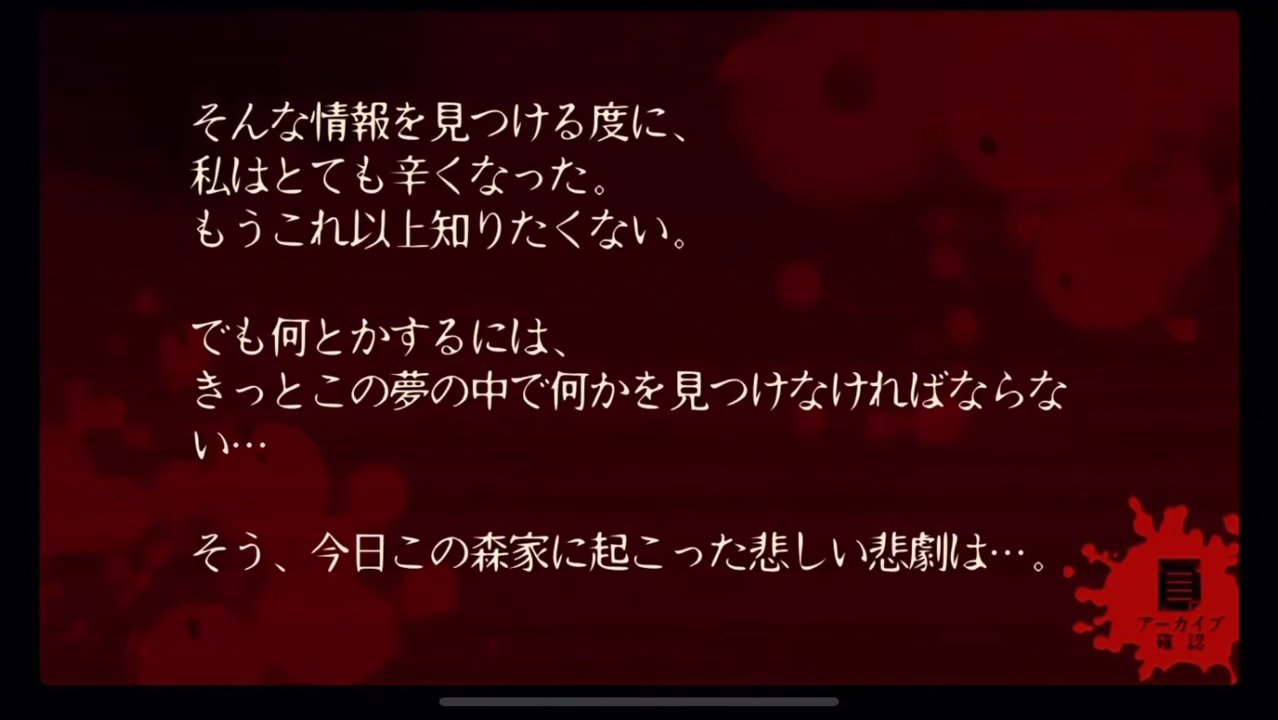 そんな情報を見つける度に、
私はとても辛くなった。
もうこれ以上知りたくない。
でも何とかするには、
きっとこの夢の中で何かを見つけなければならな
い…
そう、今日この森家に起こった悲しい悲劇は…。
アーカイブ
確認